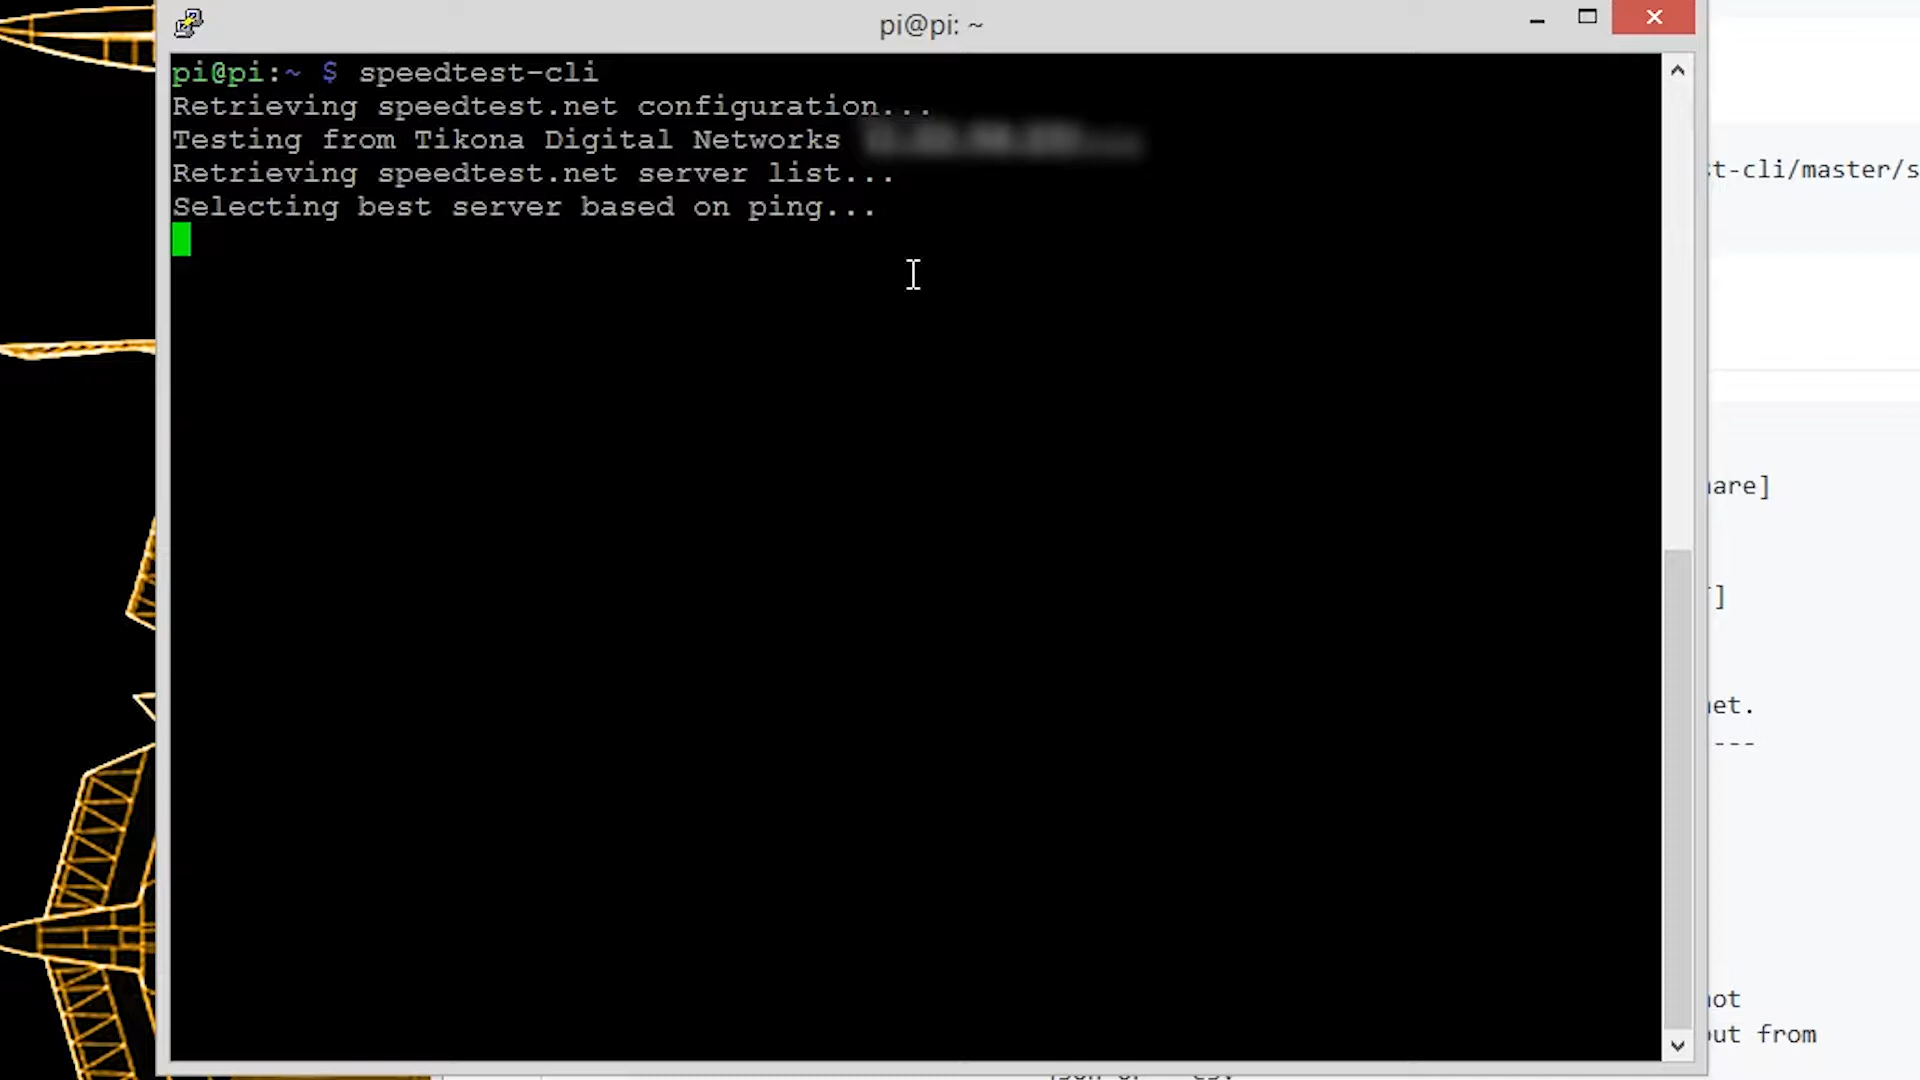 pi@pi: ~
pi@pi:~ $ speedtest-cli
Retrieving speedtest.net configuration...
Testing from Tikona Digital Networks
Retrieving speedtest.net server list...
Selecting best server based on ping...
t-cli/master/s
are]
]
et.
---
ot
ut from